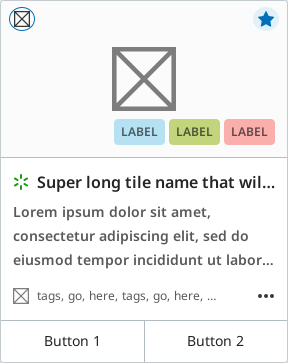 LABEL LABEL LABEL
Super long tile name that wil...
Lorem ipsum dolor sit amet,
consectetur adipiscing elit, sed do
eiusmod tempor incididunt ut labor...
tags, go, here, tags, go, here, ...
Button 1 Button 2